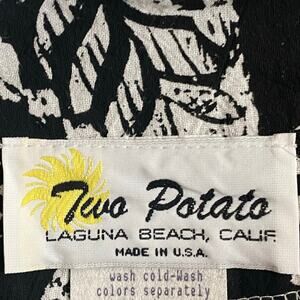 Two Potato
LAGUNA BEACH, CALIF.
MADE IN U.S.A.
wash cold-Wash
colors separately